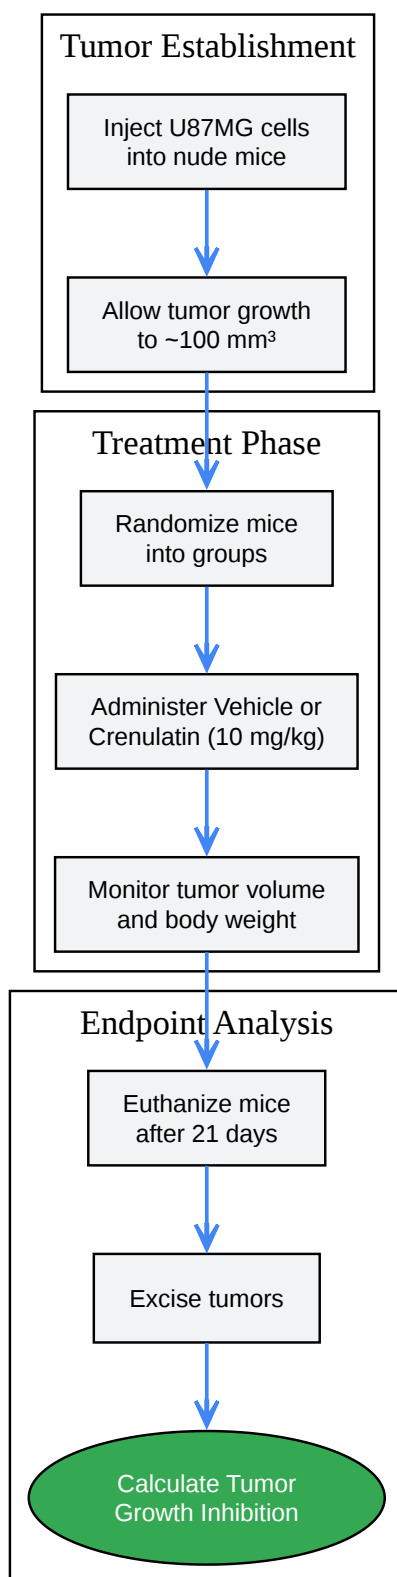 Tumor Establishment
Inject U87MG cells
into nude mice
Allow tumor growth
to ~100 mm³
Treatment Phase
Randomize mice
into groups
Administer Vehicle or
Crenulatin (10 mg/kg)
Monitor tumor volume
and body weight
Endpoint Analysis
Euthanize mice
after 21 days
Excise tumors
Calculate Tumor
Growth Inhibition